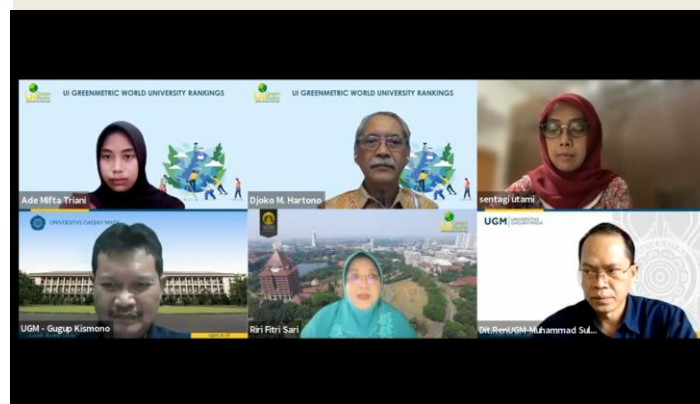 UI GREENMETRIC WORLD UNIVERSITY RANKINGS
UI GREENMETRIC WORLD UNIVERSITY RANKINGS
Ade Mifta Triani
Djoko M. Hartono
sentagi utami
UNIVERSITAS GADJAH MADA
UGM UNIVERSITAS GADJAH MADA
UGM - Gugup Kismono
Riri Fitri Sari
Dit.RenUGM-Muhammad Sul...